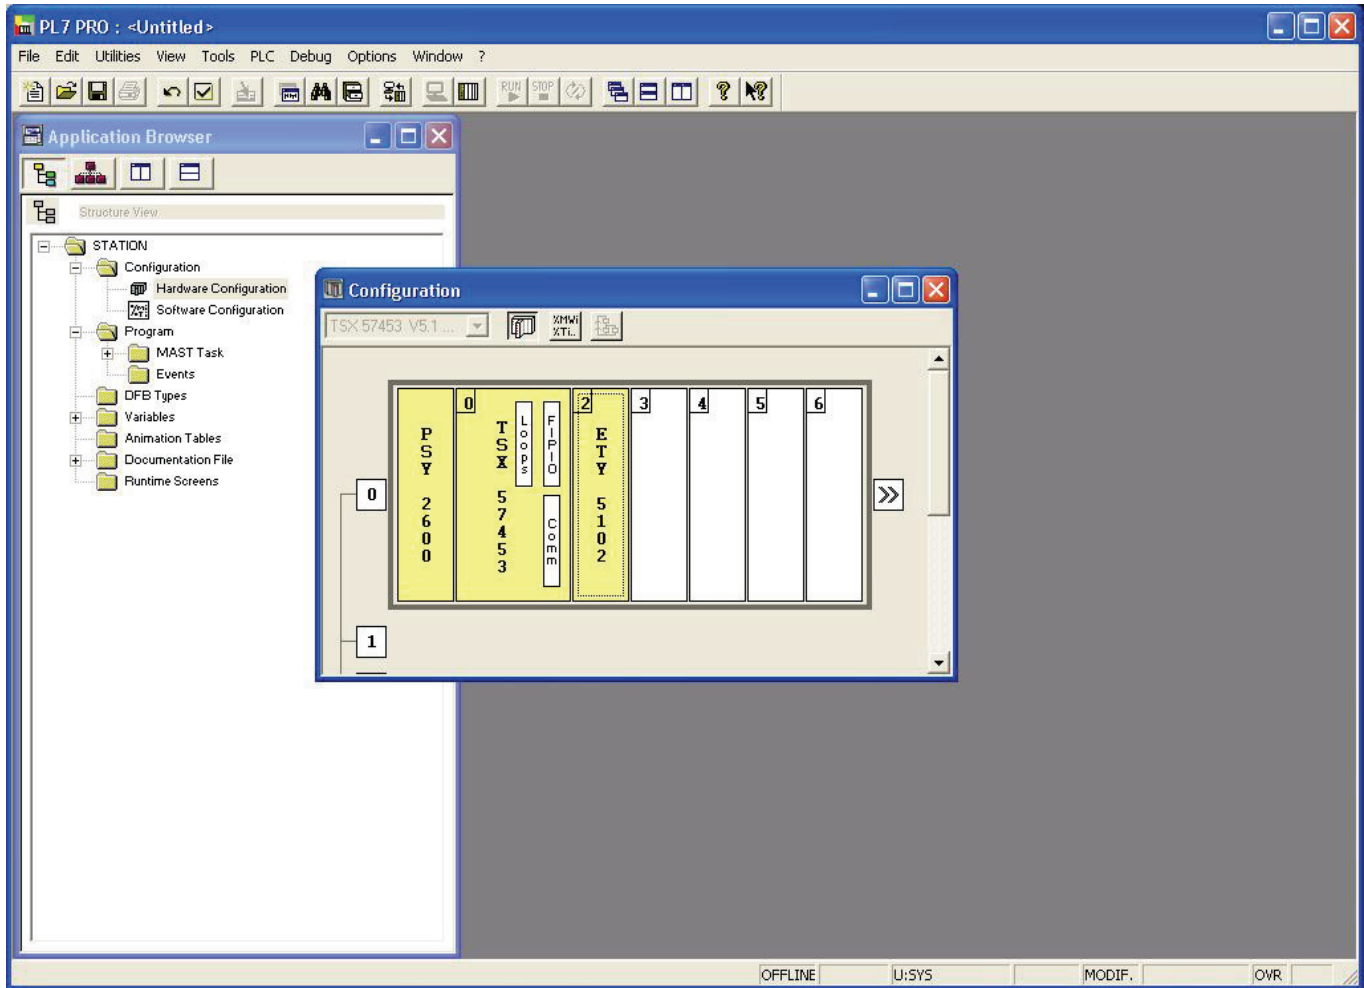 PL7 PRO : <Untitled>
File Edit Utilities View Tools PLC Debug Options Window ?
RUN STOP
Application Browser
Structure View
STATION
Configuration
Hardware Configuration
Software Configuration
Program
MAST Task
Events
DFB Types
Variables
Animation Tables
Documentation File
Runtime Screens
Configuration
TSX 57453 V5.1 ...
%MWi
%Ti..
0 2 3 4 5 6
PSY 2600
TSX 57453
Loops
FIPIO
Comm
ETY 5102
0
1
OFFLINE U:SYS MODIF. OVR